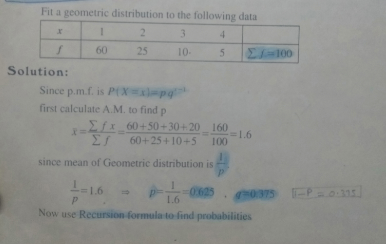 Fit a geometric distribution to the following data
x 1 2 3 4
f 60 25 10- 5 Σf=100
Solution:
Since p.m.f. is P(X=x)=pqˣ⁻¹
first calculate A.M. to find p
x̄ = Σfx / Σf = 60+50+30+20 / 60+25+10+5 = 160 / 100 = 1.6
since mean of Geometric distribution is 1/p
1/p = 1.6 ⇒ p = 1/1.6 = 0.625 , q=0.375 1-P = 0.375
Now use Recursion formula to find probabilities